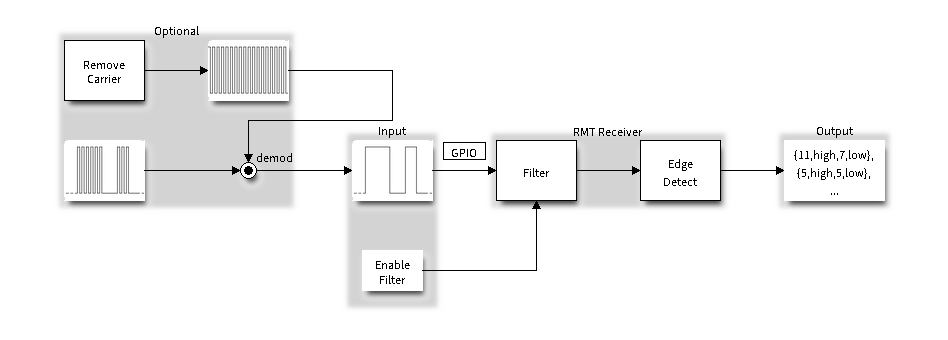 Optional
Remove
Carrier
demod
Input
GPIO
Enable
Filter
RMT Receiver
Filter
Edge
Detect
Output
{11,high,7,low},
{5,high,5,low},
...